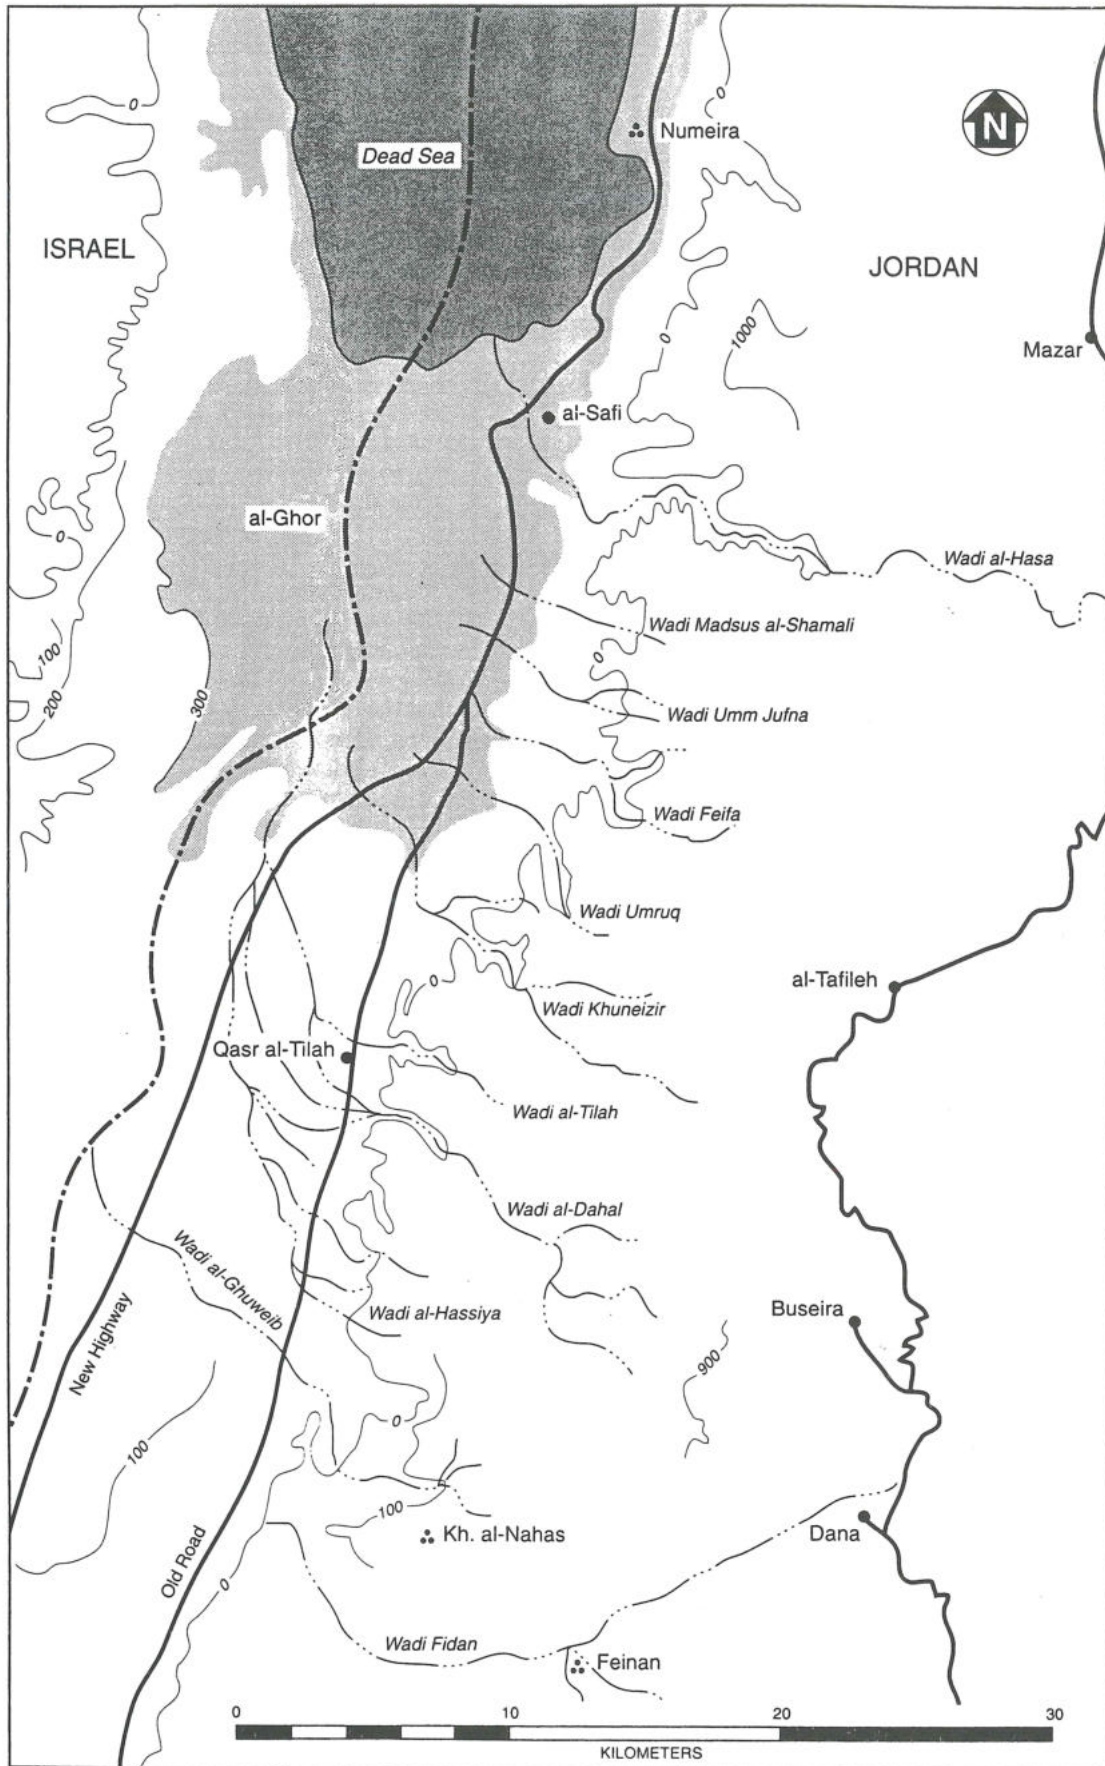 0
0
N
Numeira
Dead Sea
ISRAEL
JORDAN
0
1000
Mazar
al-Safi
al-Ghor
0
Wadi al-Hasa
Wadi Madsus al-Shamali
0
100
200
300
Wadi Umm Jufna
Wadi Feifa
Wadi Umruq
al-Tafileh
0
Wadi Khuneizir
Qasr al-Tilah
Wadi al-Tilah
Wadi al-Dahal
Wadi al-Ghuweib
Wadi al-Hassiya
Buseira
New Highway
900
0
100
100
Kh. al-Nahas
Dana
Old Road
0
Wadi Fidan
Feinan
0 10 20 30
KILOMETERS